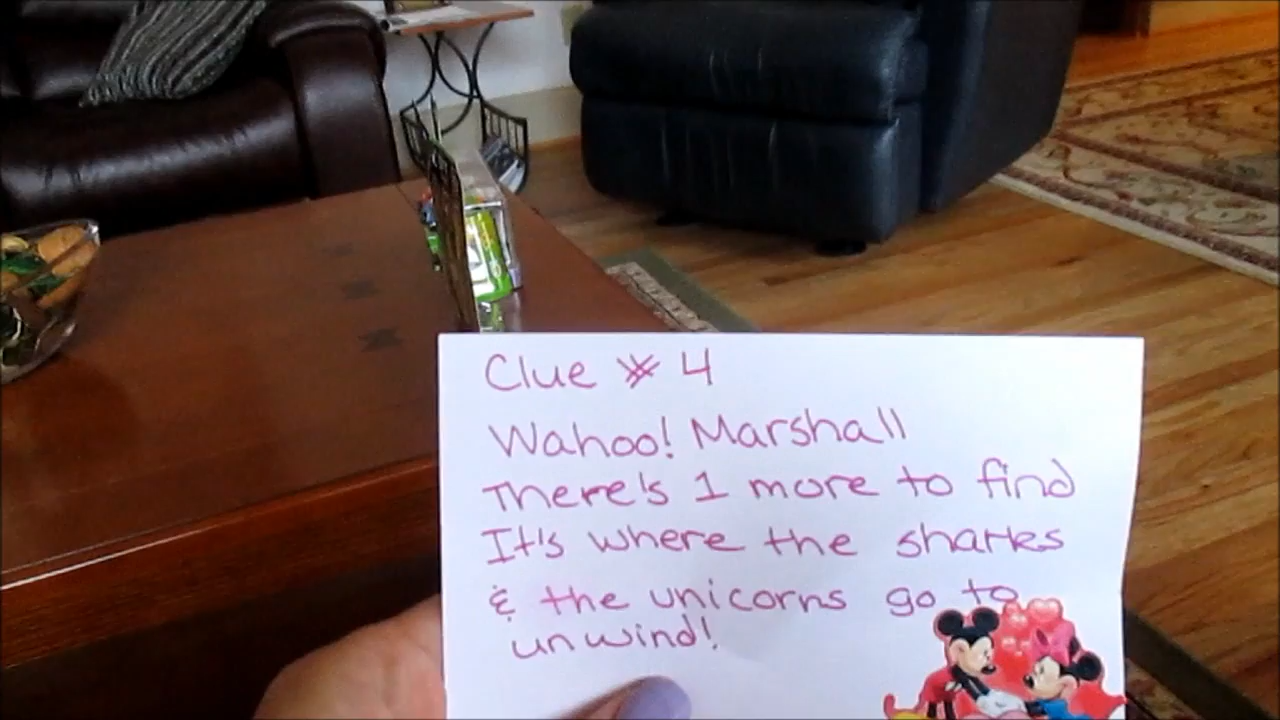 Clue # 4
Wahoo! Marshall
There's 1 more to find
It's where the sharks
& the unicorns go to
unwind!